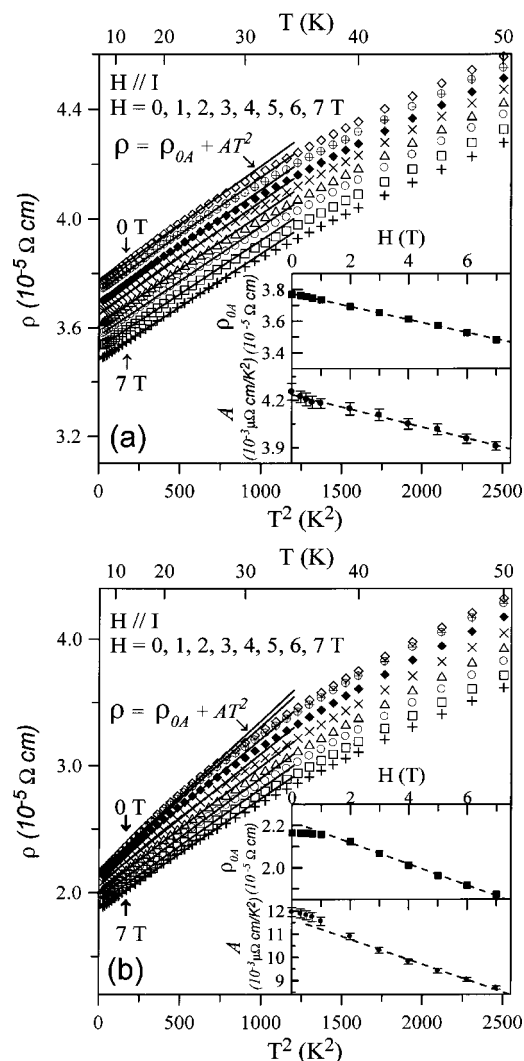 T (K)
10 20 30 40 50
H // I
H = 0, 1, 2, 3, 4, 5, 6, 7 T
ρ = ρ0A + AT²
0 T
7 T
(a)
4.4
4.0
3.6
3.1
ρ (10⁻⁵ Ω cm)
H (T)
0 2 4 6
3.8
3.6
3.4
ρ0A (10⁻⁵ Ω cm)
4.2
3.9
A (10⁻³ μΩ cm/K²)
0 500 1000 1250 1500 2000 2500
T² (K²)
T (K)
10 20 30 40 50
H // I
H = 0, 1, 2, 3, 4, 5, 6, 7 T
ρ = ρ0A + AT²
0 T
7 T
(b)
4.0
3.0
2.0
ρ (10⁻⁵ Ω cm)
H (T)
0 2 4 6
2.2
2.0
ρ0A (10⁻⁵ Ω cm)
12
11
10
9
A (10⁻³ μΩ cm/K²)
0 500 750 1000 1250 1500 2000 2500
T² (K²)